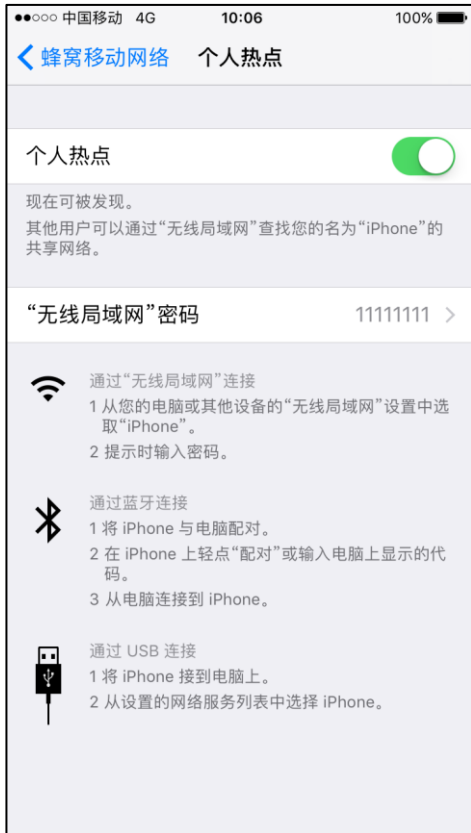 中国移动 4G 10:06 100%
蜂窝移动网络 个人热点
个人热点
现在可被发现。
其他用户可以通过“无线局域网”查找您的名为“iPhone”的
共享网络。
“无线局域网”密码 11111111
通过“无线局域网”连接
1 从您的电脑或其他设备的“无线局域网”设置中选
取“iPhone”。
2 提示时输入密码。
通过蓝牙连接
1 将 iPhone 与电脑配对。
2 在 iPhone 上轻点“配对”或输入电脑上显示的代
码。
3 从电脑连接到 iPhone。
通过 USB 连接
1 将 iPhone 接到电脑上。
2 从设置的网络服务列表中选择 iPhone。